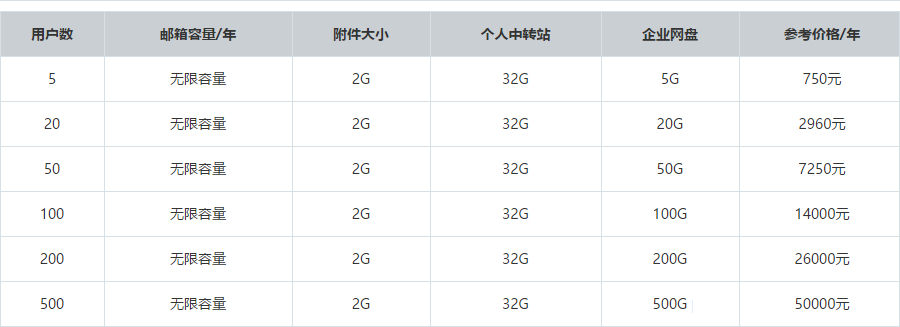 用户数 邮箱容量/年 附件大小 个人中转站 企业网盘 参考价格/年
5 无限容量 2G 32G 5G 750元
20 无限容量 2G 32G 20G 2960元
50 无限容量 2G 32G 50G 7250元
100 无限容量 2G 32G 100G 14000元
200 无限容量 2G 32G 200G 26000元
500 无限容量 2G 32G 500G 50000元